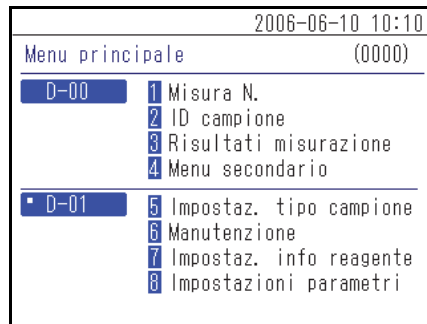 2006-06-10 10:10
Menu principale (0000)
D-00 1 Misura N.
2 ID campione
3 Risultati misurazione
4 Menu secondario
D-01 5 Impostaz. tipo campione
6 Manutenzione
7 Impostaz. info reagente
8 Impostazioni parametri